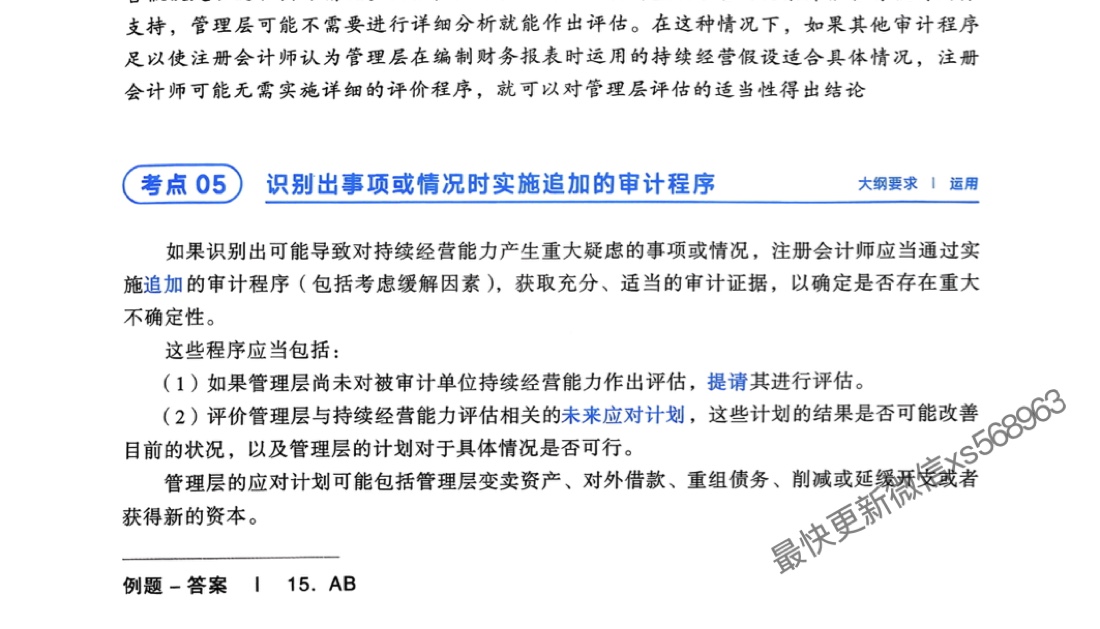 支持，管理层可能不需要进行详细分析就能作出评估。在这种情况下，如果其他审计程序
足以使注册会计师认为管理层在编制财务报表时运用的持续经营假设适合具体情况，注册
会计师可能无需实施详细的评价程序，就可以对管理层评估的适当性得出结论
考点 05 识别出事项或情况时实施追加的审计程序 大纲要求 | 运用
如果识别出可能导致对持续经营能力产生重大疑虑的事项或情况，注册会计师应当通过实
施追加的审计程序（包括考虑缓解因素），获取充分、适当的审计证据，以确定是否存在重大
不确定性。
这些程序应当包括：
（1）如果管理层尚未对被审计单位持续经营能力作出评估，提请其进行评估。
（2）评价管理层与持续经营能力评估相关的未来应对计划，这些计划的结果是否可能改善
目前的状况，以及管理层的计划对于具体情况是否可行。
管理层的应对计划可能包括管理层变卖资产、对外借款、重组债务、削减或延缓开支或者
获得新的资本。
最快更新微信xs568963
例题 – 答案 | 15. AB